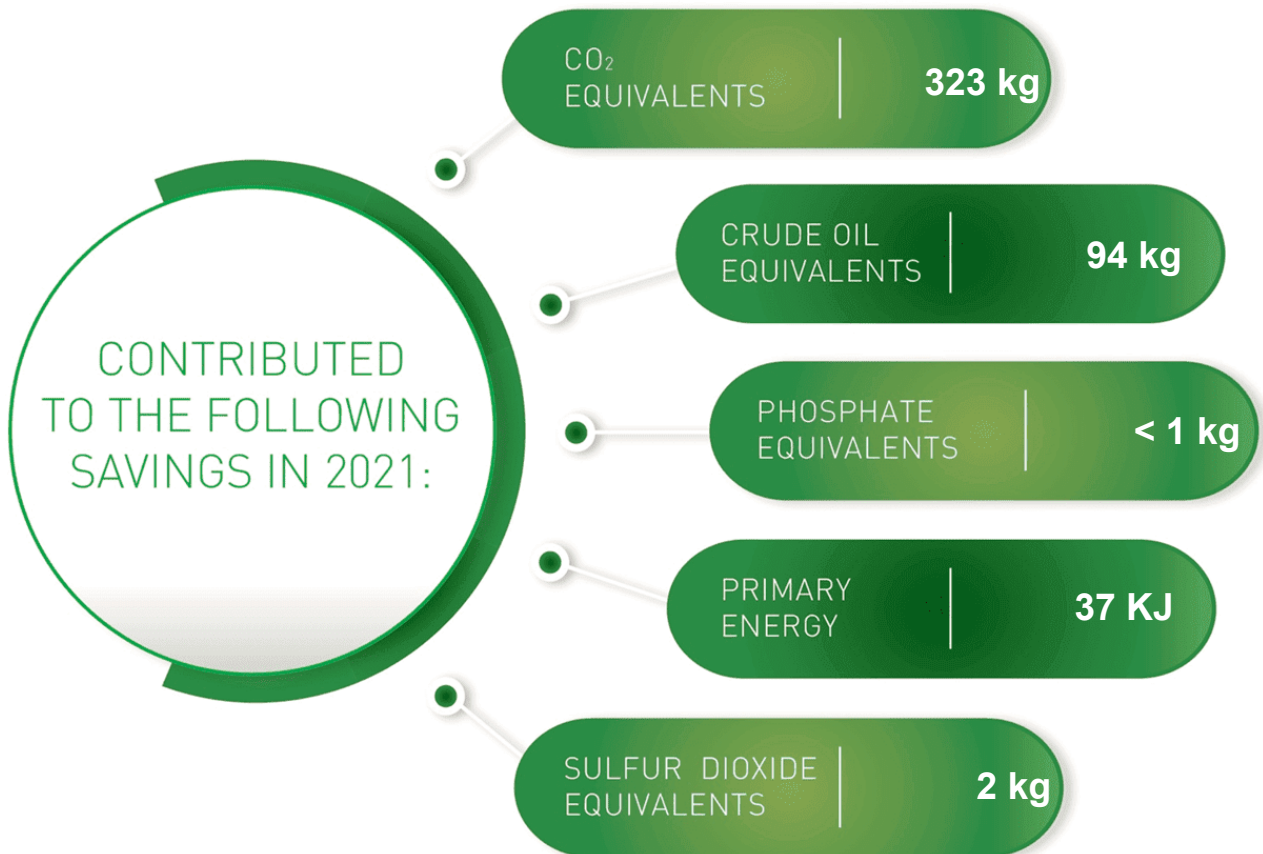 CO₂
EQUIVALENTS
323 kg
CRUDE OIL
EQUIVALENTS
94 kg
CONTRIBUTED
TO THE FOLLOWING
SAVINGS IN 2021:
PHOSPHATE
EQUIVALENTS
< 1 kg
PRIMARY
ENERGY
37 KJ
SULFUR DIOXIDE
EQUIVALENTS
2 kg